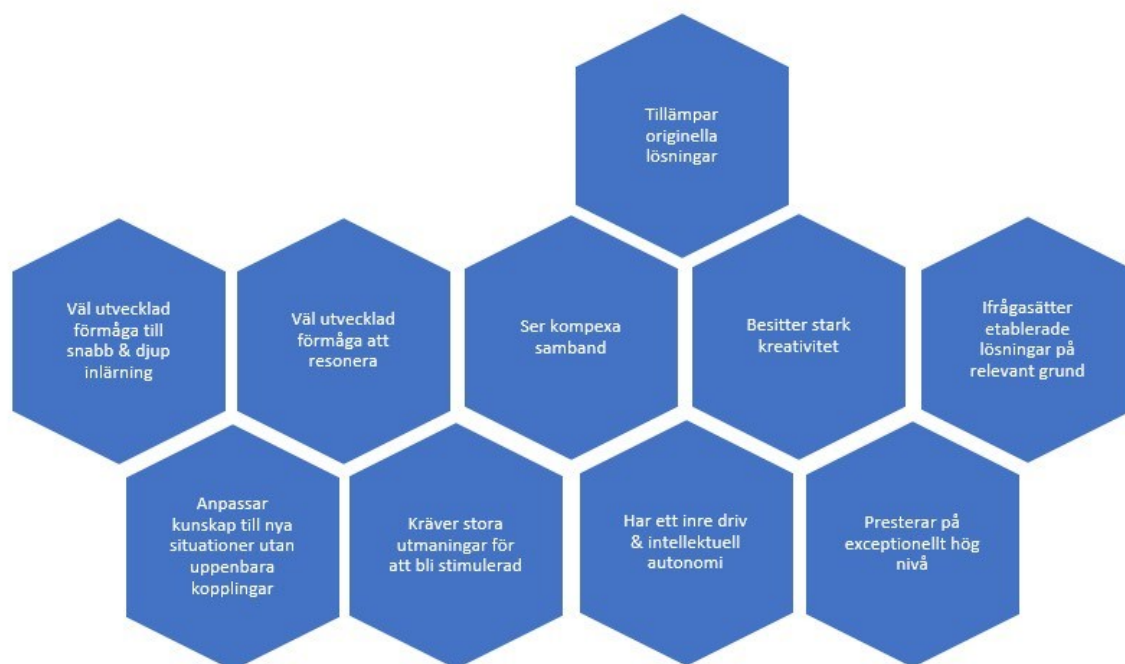 Tillämpar
originella
lösningar
Väl utvecklad
förmåga till
snabb & djup
inlärning
Väl utvecklad
förmåga att
resonera
Ser kompexa
samband
Besitter stark
kreativitet
Ifrågasätter
etablerade
lösningar på
relevant grund
Anpassar
kunskap till nya
situationer utan
uppenbara
kopplingar
Kräver stora
utmaningar för
att bli stimulerad
Har ett inre driv
& intellektuell
autonomi
Presterar på
exceptionellt hög
nivå